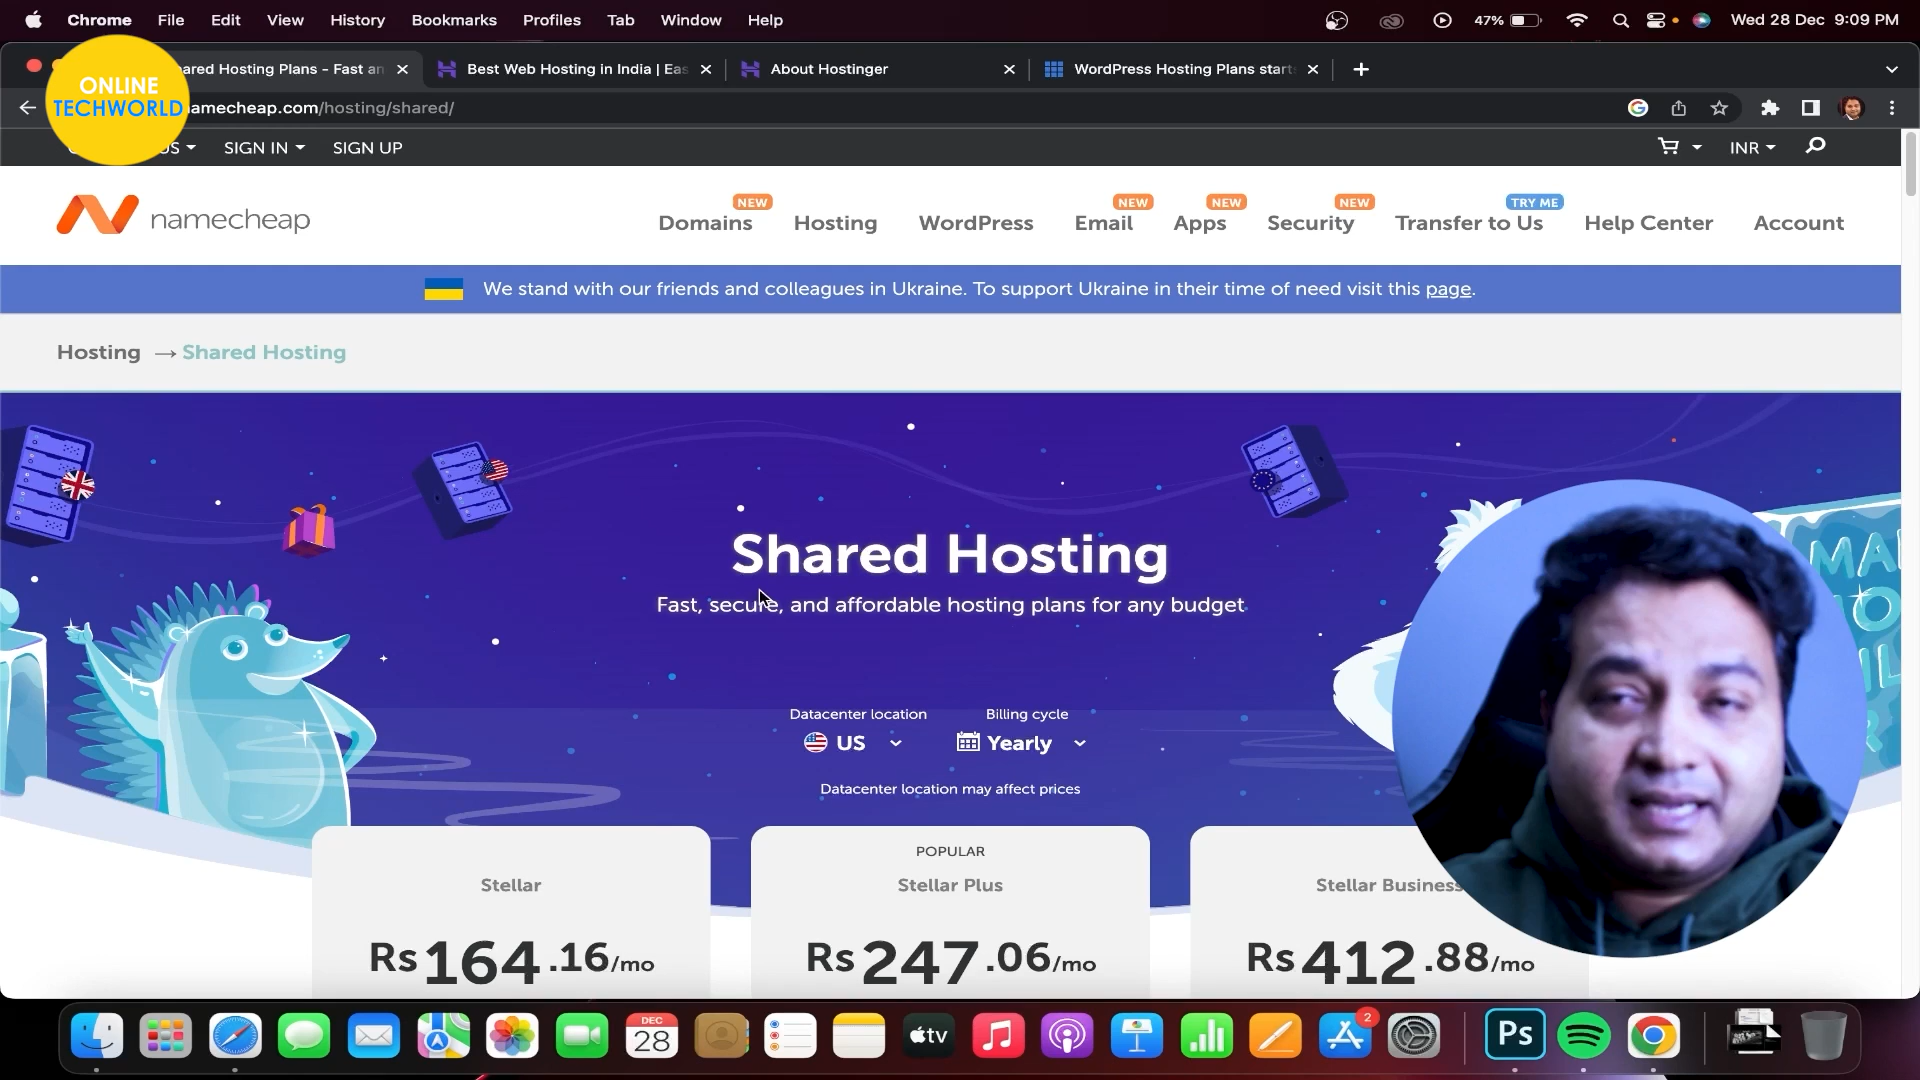 Chrome File Edit View History Bookmarks Profiles Tab Window Help 47% Wed 28 Dec 9:09 PM
ONLINE
TECHWORLD
ared Hosting Plans - Fast an
Best Web Hosting in India | Eas
About Hostinger
WordPress Hosting Plans start
amecheap.com/hosting/shared/
US SIGN IN SIGN UP INR
namecheap
NEW NEW NEW NEW TRY ME
Domains Hosting WordPress Email Apps Security Transfer to Us Help Center Account
We stand with our friends and colleagues in Ukraine. To support Ukraine in their time of need visit this page.
Hosting → Shared Hosting
Shared Hosting
Fast, secure, and affordable hosting plans for any budget
Datacenter location Billing cycle
US Yearly
Datacenter location may affect prices
Stellar
Rs 164.16/mo
POPULAR
Stellar Plus
Rs 247.06/mo
Stellar Business
Rs 412.88/mo
DEC
28
tv
2
Ps